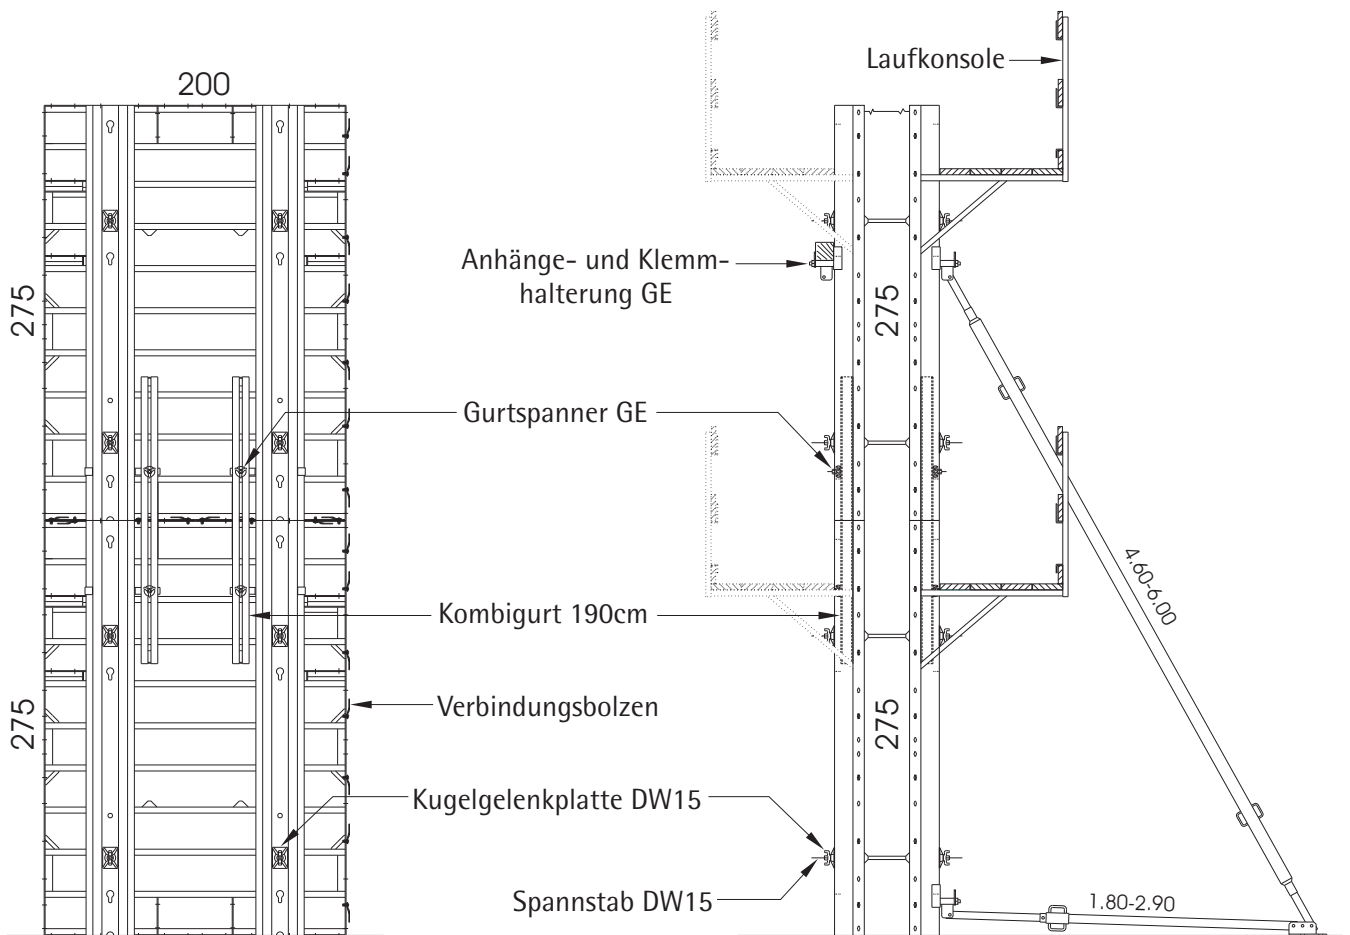 200
Laufkonsole
Anhänge- und Klemm-
halterung GE
275
275
Gurtspanner GE
4.60-6.00
Kombigurt 190cm
275
275
Verbindungsbolzen
Kugelgelenkplatte DW15
Spannstab DW15
1.80-2.90